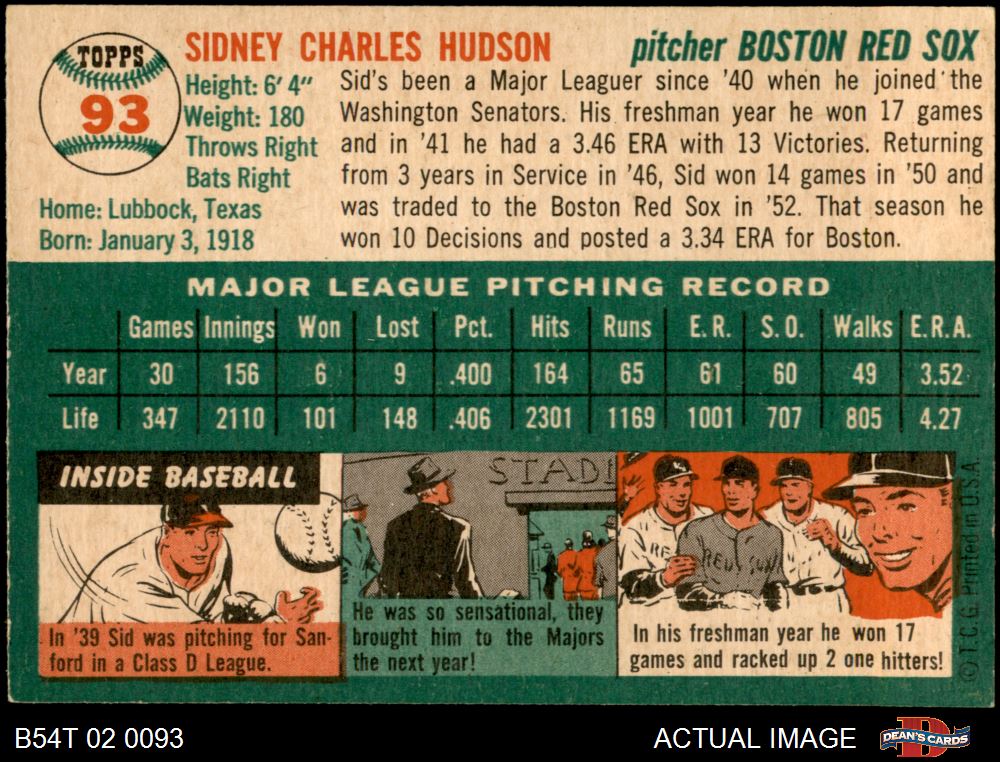 TOPPS
93
SIDNEY CHARLES HUDSON
pitcher BOSTON RED SOX
Height: 6' 4"
Weight: 180
Throws Right
Bats Right
Home: Lubbock, Texas
Born: January 3, 1918
Sid's been a Major Leaguer since '40 when he joined the
Washington Senators. His freshman year he won 17 games
and in '41 he had a 3.46 ERA with 13 Victories. Returning
from 3 years in Service in '46, Sid won 14 games in '50 and
was traded to the Boston Red Sox in '52. That season he
won 10 Decisions and posted a 3.34 ERA for Boston.
MAJOR LEAGUE PITCHING RECORD
Games Innings Won Lost Pct. Hits Runs E. R. S. O. Walks E.R.A.
Year 30 156 6 9 .400 164 65 61 60 49 3.52
Life 347 2110 101 148 .406 2301 1169 1001 707 805 4.27
INSIDE BASEBALL
In '39 Sid was pitching for San-
ford in a Class D League.
STADI
He was so sensational, they
brought him to the Majors
the next year!
RE
RED SOX
In his freshman year he won 17
games and racked up 2 one hitters!
© T.C.G. Printed in U.S.A.
B54T 02 0093
ACTUAL IMAGE
D
DEAN'S CARDS